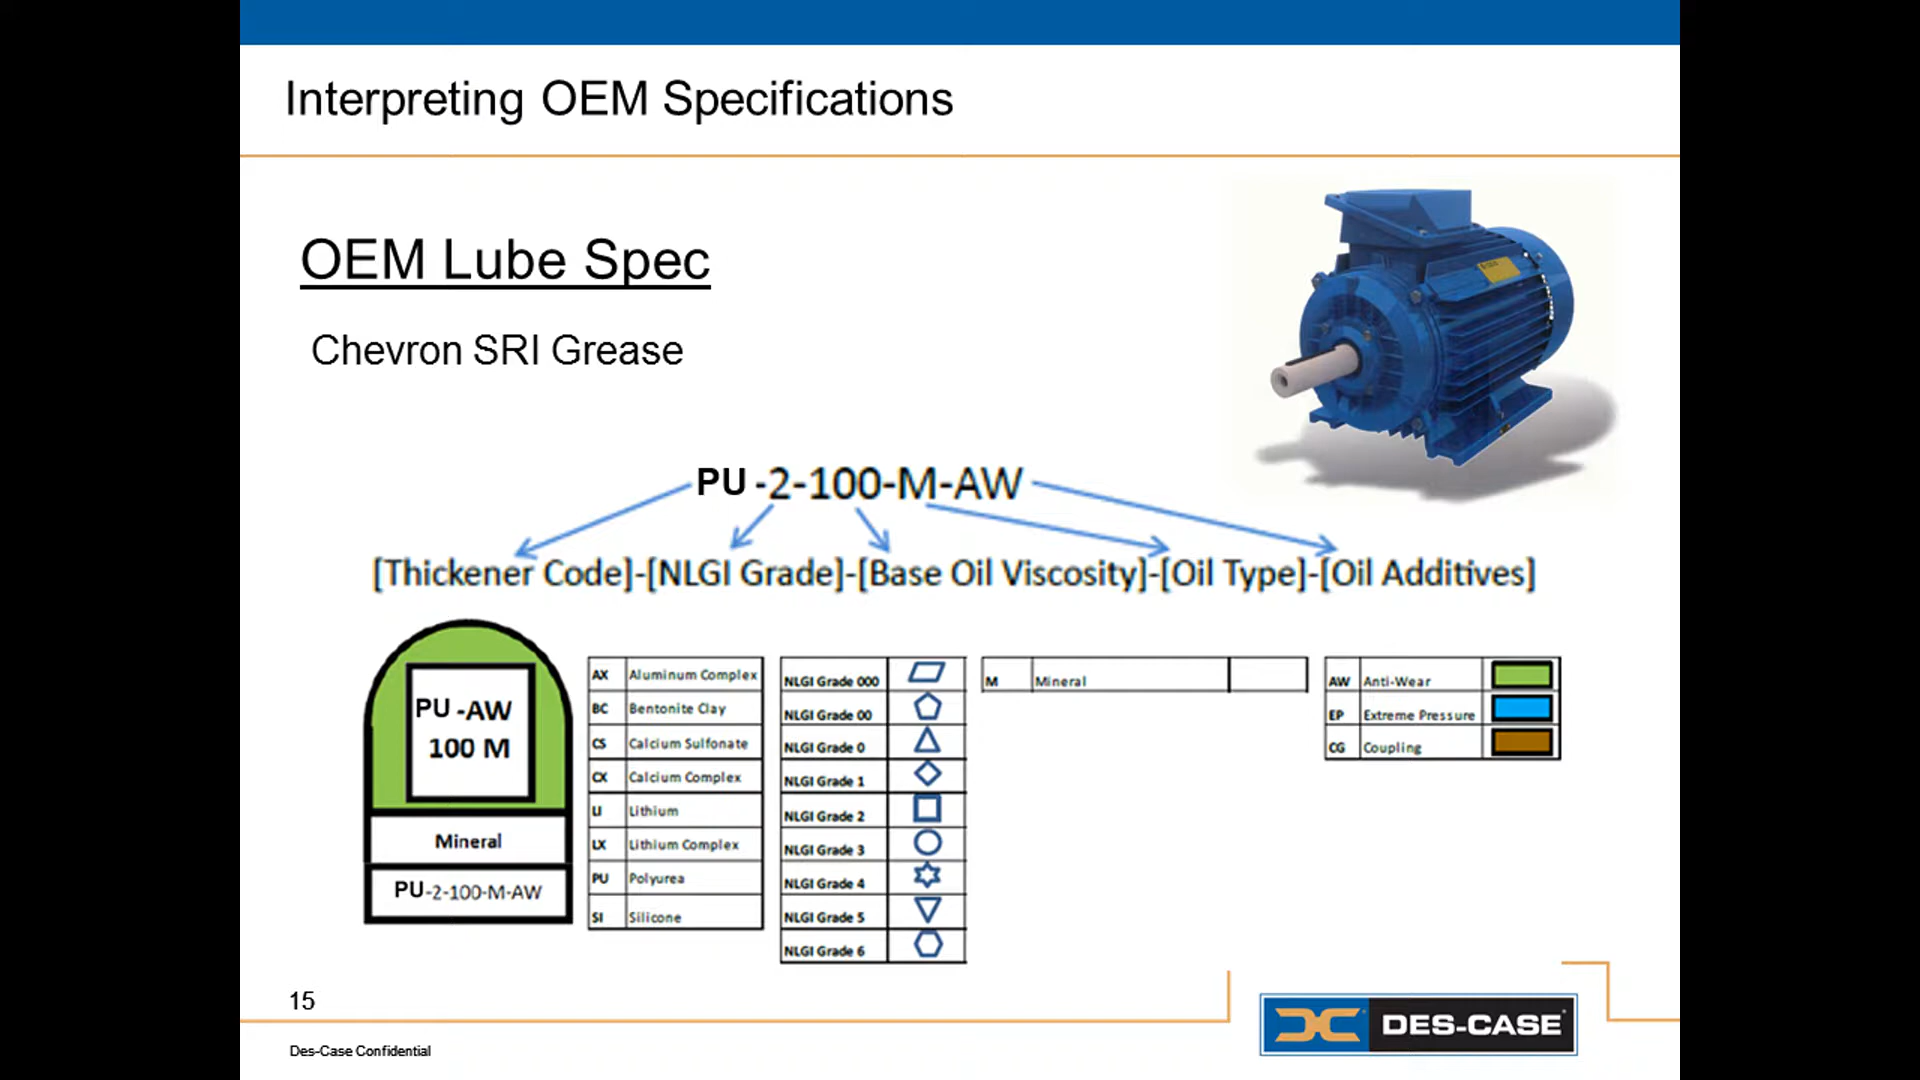 Interpreting OEM Specifications
OEM Lube Spec
Chevron SRI Grease
PU -2-100-M-AW
[Thickener Code]-[NLGI Grade]-[Base Oil Viscosity]-[Oil Type]-[Oil Additives]
PU -AW
100 M
Mineral
PU-2-100-M-AW
AX Aluminum Complex
BC Bentonite Clay
CS Calcium Sulfonate
CX Calcium Complex
LI Lithium
LX Lithium Complex
PU Polyurea
SI Silicone
NLGI Grade 000
NLGI Grade 00
NLGI Grade 0
NLGI Grade 1
NLGI Grade 2
NLGI Grade 3
NLGI Grade 4
NLGI Grade 5
NLGI Grade 6
M Mineral
AW Anti-Wear
EP Extreme Pressure
CG Coupling
15
DES-CASE
Des-Case Confidential